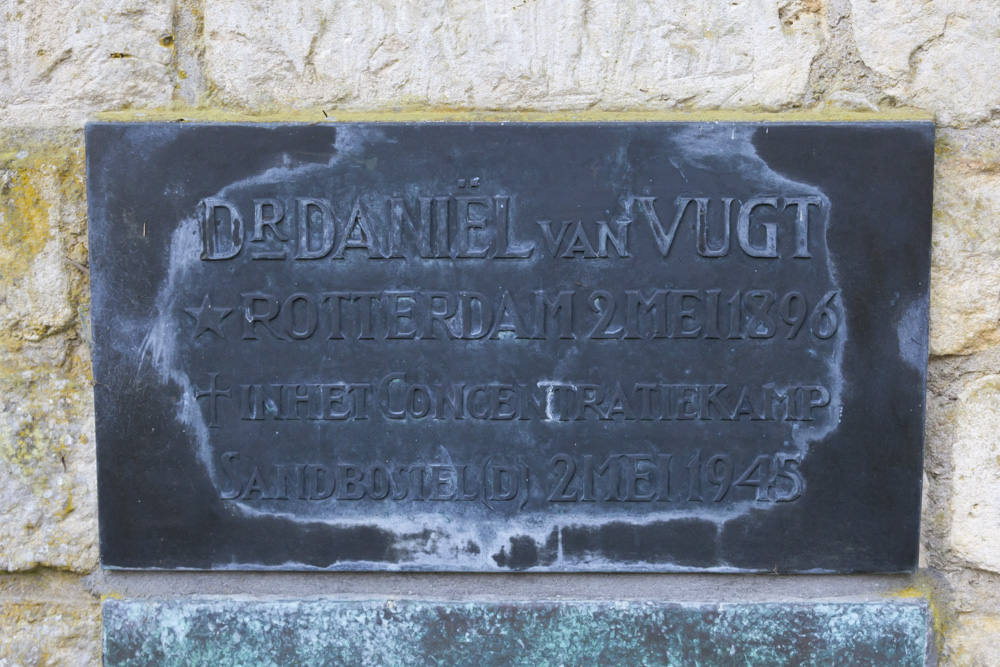 DR DANIËL VAN VUGT
★ ROTTERDAM 2 MEI 1896
† IN HET CONCENTRATIEKAMP
SANDBOSTEL (D) 2 MEI 1945